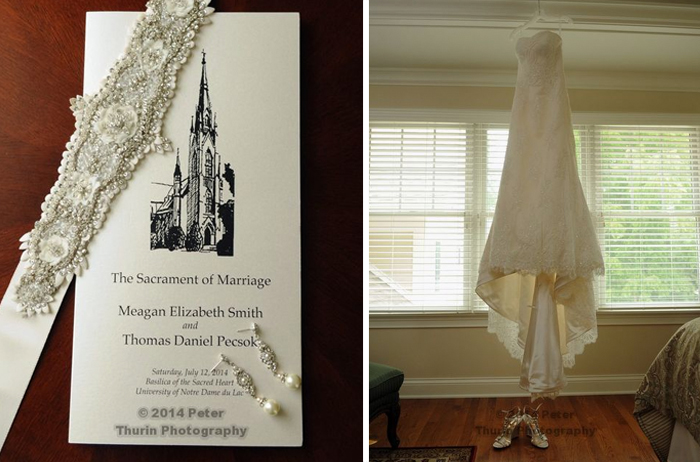 The Sacrament of Marriage
Meagan Elizabeth Smith
and
Thomas Daniel Pecsok
Saturday, July 12, 2014
Basilica of the Sacred Heart
University of Notre Dame du Lac
© 2014 Peter
Thurin Photography
© 2014 Peter
Thurin Photography